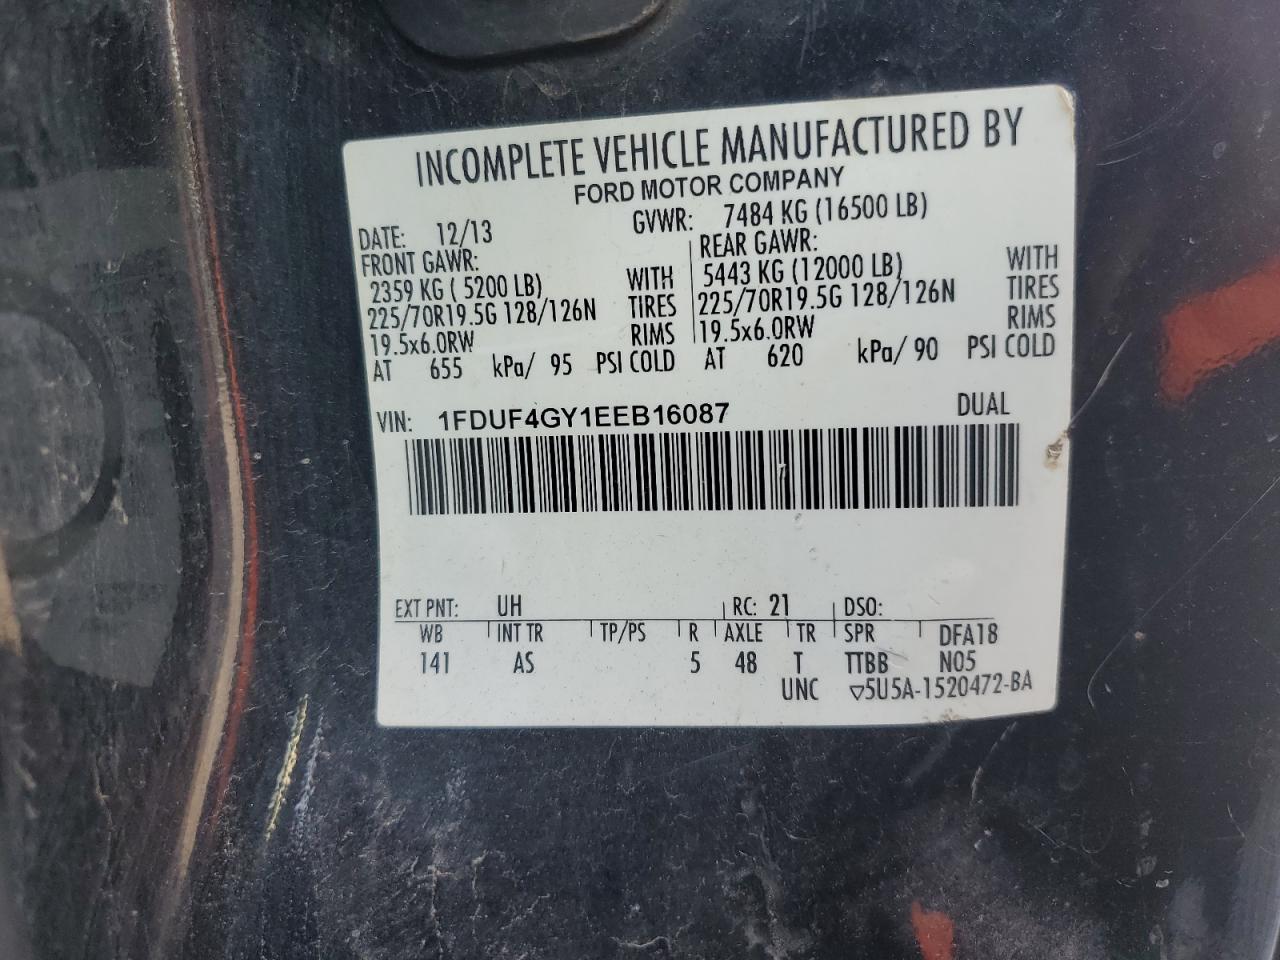 INCOMPLETE VEHICLE MANUFACTURED BY
FORD MOTOR COMPANY
DATE: 12/13 GVWR: 7484 KG (16500 LB)
FRONT GAWR: REAR GAWR:
2359 KG ( 5200 LB) WITH 5443 KG (12000 LB) WITH
225/70R19.5G 128/126N TIRES 225/70R19.5G 128/126N TIRES
19.5x6.0RW RIMS 19.5x6.0RW RIMS
AT 655 kPa/ 95 PSI COLD AT 620 kPa/ 90 PSI COLD
VIN: 1FDUF4GY1EEB16087 DUAL
EXT PNT: UH RC: 21 DSO:
WB INT TR TP/PS R AXLE TR SPR DFA18
141 AS 5 48 T TTBB N05
UNC ▽5U5A-1520472-BA